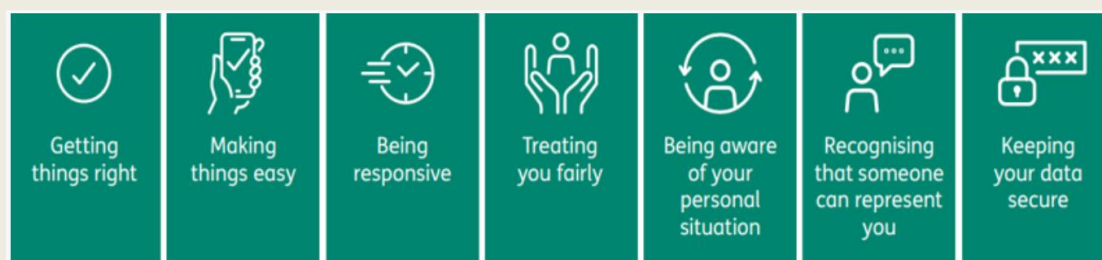 Getting
things right
Making
things easy
Being
responsive
Treating
you fairly
Being aware
of your
personal
situation
Recognising
that someone
can represent
you
xxx
Keeping
your data
secure